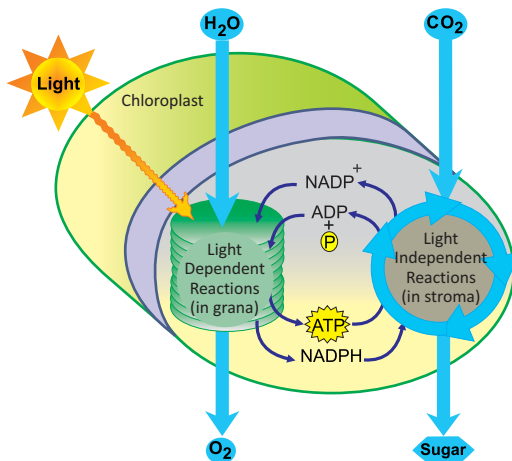 H₂O
CO₂
Light
Chloroplast
NADP⁺
ADP
+
P
Light
Dependent
Reactions
(in grana)
Light
Independent
Reactions
(in stroma)
ATP
NADPH
O₂
Sugar